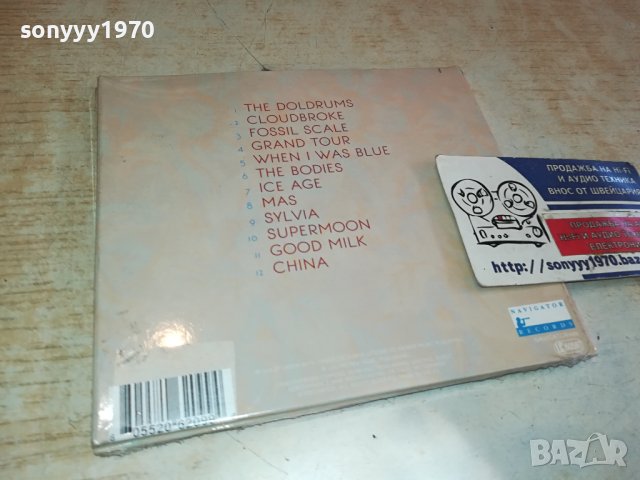 sonyyy1970
1 THE DOLDRUMS
2 CLOUDBROKE
3 FOSSIL SCALE
4 GRAND TOUR
5 WHEN I WAS BLUE
6 THE BODIES
7 ICE AGE
8 MAS
9 SYLVIA
10 SUPERMOON
11 GOOD MILK
12 CHINA
ПРОДАЖБА НА HI-FI
И АУДИО ТЕХНИКА
ВНОС ОТ ШВЕЙЦАРИЯ
И АУДИО
http://sonyyy1970.baz
NAVIGATOR
RECORDS
sonyyy1970
BAZAR